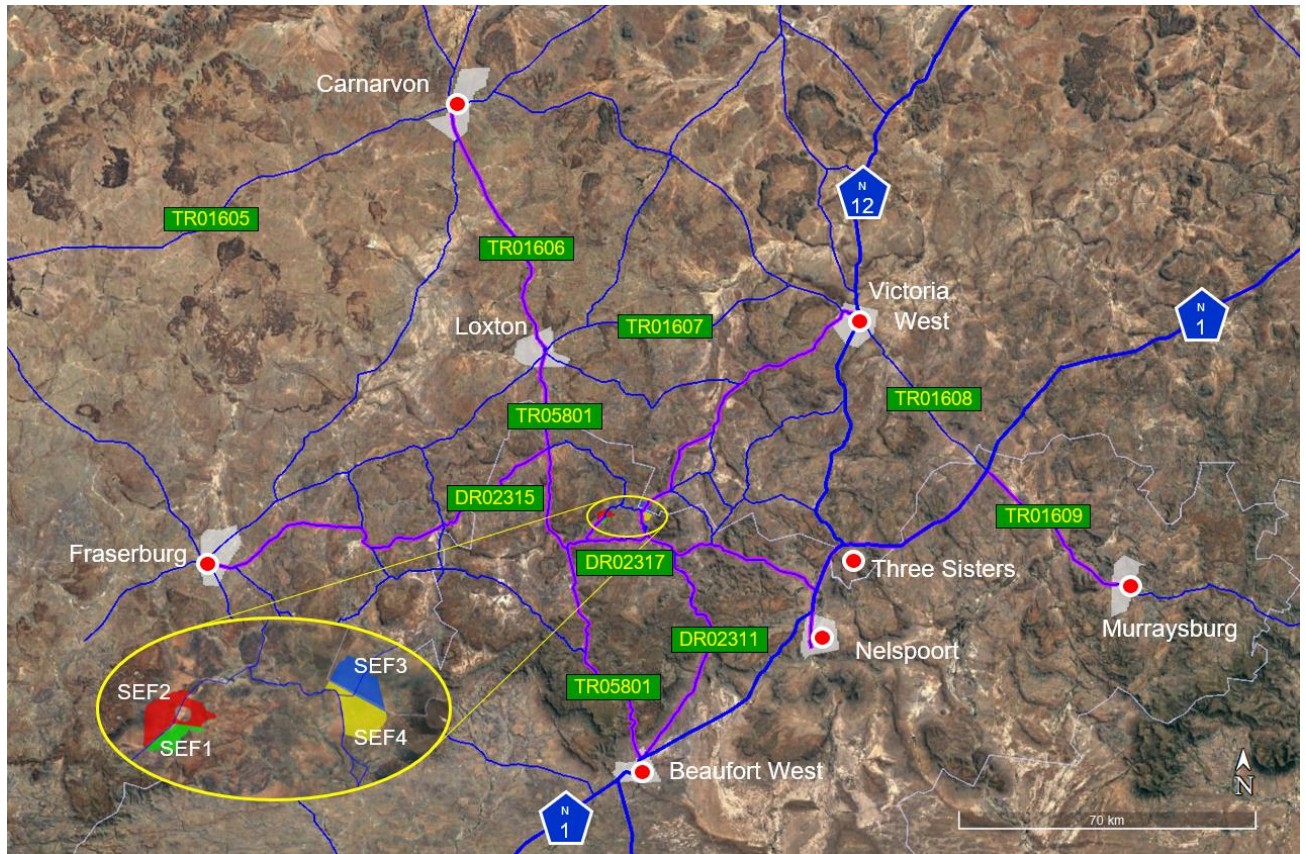 Carnarvon
N
12
TR01605
TR01606
Victoria
West
N
1
Loxton
TR01607
TR01608
TR05801
DR02315
TR01609
Fraserburg
DR02317
Three Sisters
Murraysburg
DR02311
Nelspoort
SEF3
SEF2
TR05801
SEF4
SEF1
Beaufort West
N
1
N
70 km